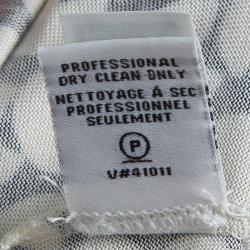 PROFESSIONAL
DRY CLEAN ONLY
NETTOYAGE À SEC
PROFESSIONNEL
SEULEMENT
P
V#41011